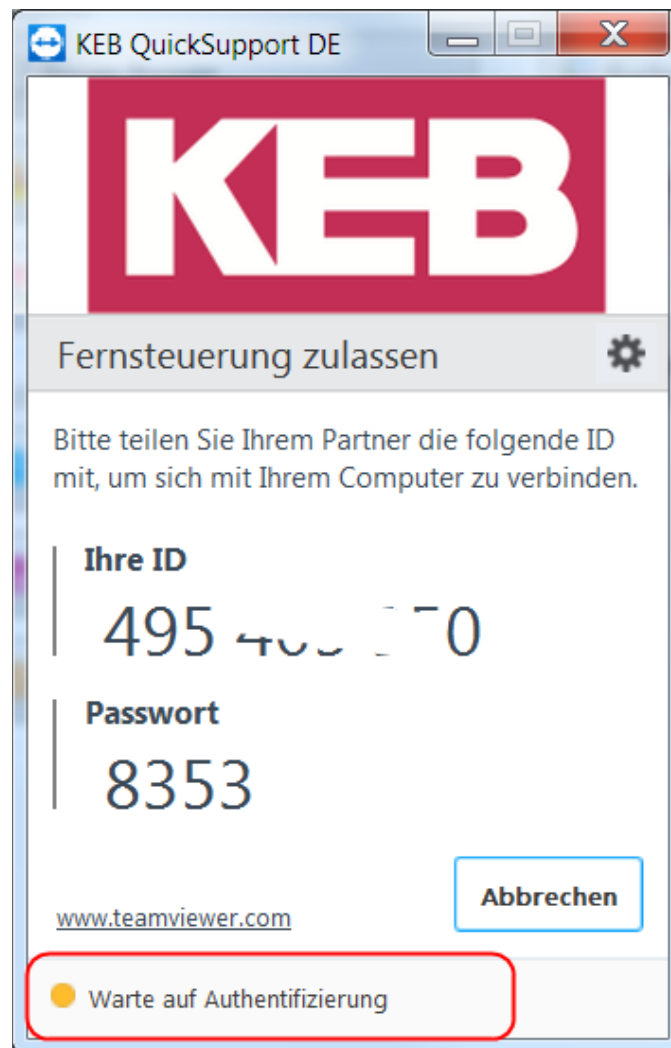 KEB QuickSupport DE
KEB
Fernsteuerung zulassen
Bitte teilen Sie Ihrem Partner die folgende ID
mit, um sich mit Ihrem Computer zu verbinden.
Ihre ID
495
Passwort
8353
Abbrechen
www.teamviewer.com
Warte auf Authentifizierung